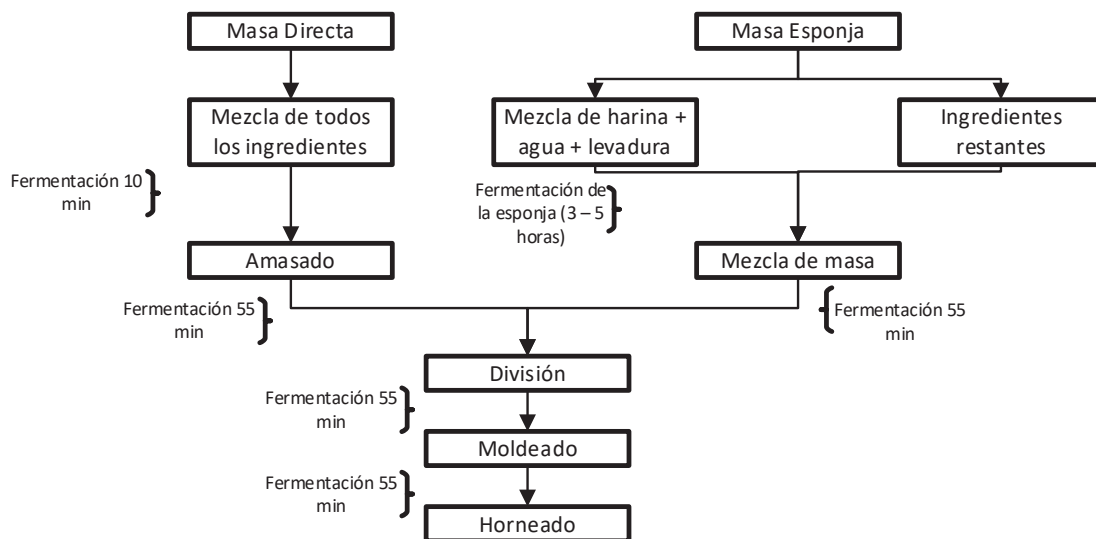 Masa Directa
Masa Esponja
Mezcla de todos
los ingredientes
Mezcla de harina +
agua + levadura
Ingredientes
restantes
Fermentación 10
min
Fermentación de
la esponja (3 – 5
horas)
Amasado
Mezcla de masa
Fermentación 55
min
Fermentación 55
min
División
Fermentación 55
min
Moldeado
Fermentación 55
min
Horneado